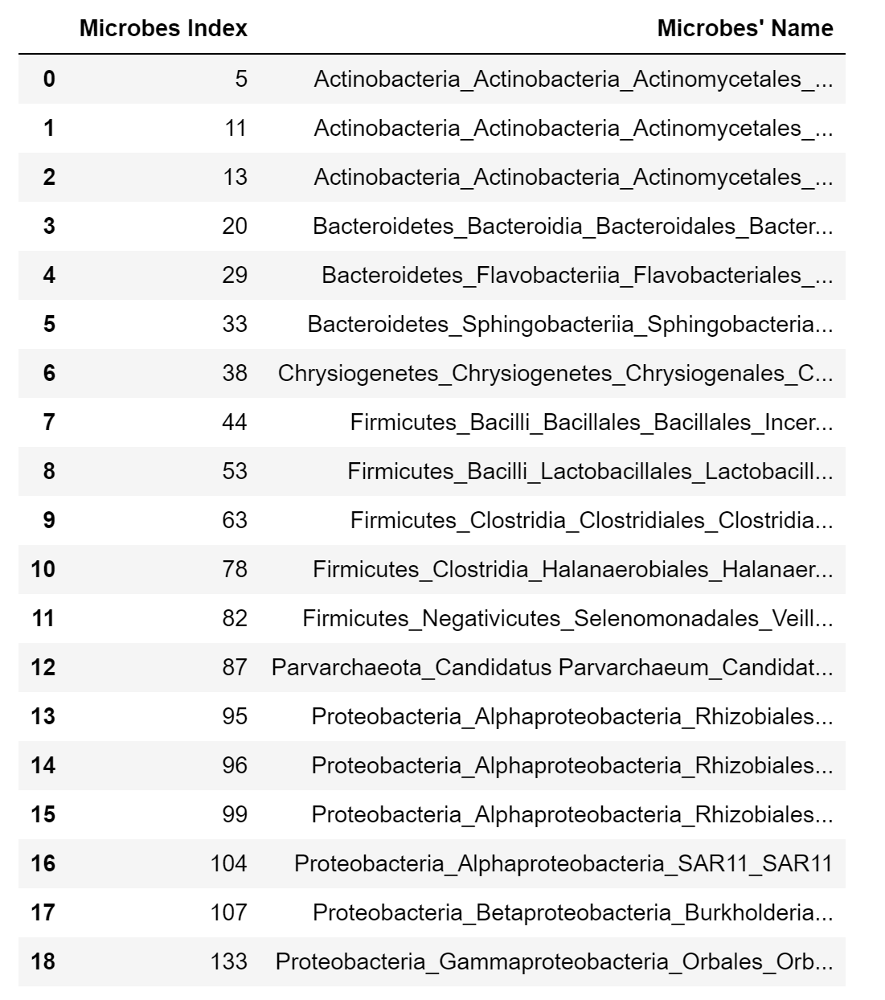 Microbes Index Microbes' Name
0 5 Actinobacteria_Actinobacteria_Actinomycetales_...
1 11 Actinobacteria_Actinobacteria_Actinomycetales_...
2 13 Actinobacteria_Actinobacteria_Actinomycetales_...
3 20 Bacteroidetes_Bacteroidia_Bacteroidales_Bacter...
4 29 Bacteroidetes_Flavobacteriia_Flavobacteriales_...
5 33 Bacteroidetes_Sphingobacteriia_Sphingobacteria...
6 38 Chrysiogenetes_Chrysiogenetes_Chrysiogenales_C...
7 44 Firmicutes_Bacilli_Bacillales_Bacillales_Incer...
8 53 Firmicutes_Bacilli_Lactobacillales_Lactobacill...
9 63 Firmicutes_Clostridia_Clostridiales_Clostridia...
10 78 Firmicutes_Clostridia_Halanaerobiales_Halanaer...
11 82 Firmicutes_Negativicutes_Selenomonadales_Veill...
12 87 Parvarchaeota_Candidatus Parvarchaeum_Candidat...
13 95 Proteobacteria_Alphaproteobacteria_Rhizobiales...
14 96 Proteobacteria_Alphaproteobacteria_Rhizobiales...
15 99 Proteobacteria_Alphaproteobacteria_Rhizobiales...
16 104 Proteobacteria_Alphaproteobacteria_SAR11_SAR11
17 107 Proteobacteria_Betaproteobacteria_Burkholderia...
18 133 Proteobacteria_Gammaproteobacteria_Orbales_Orb...